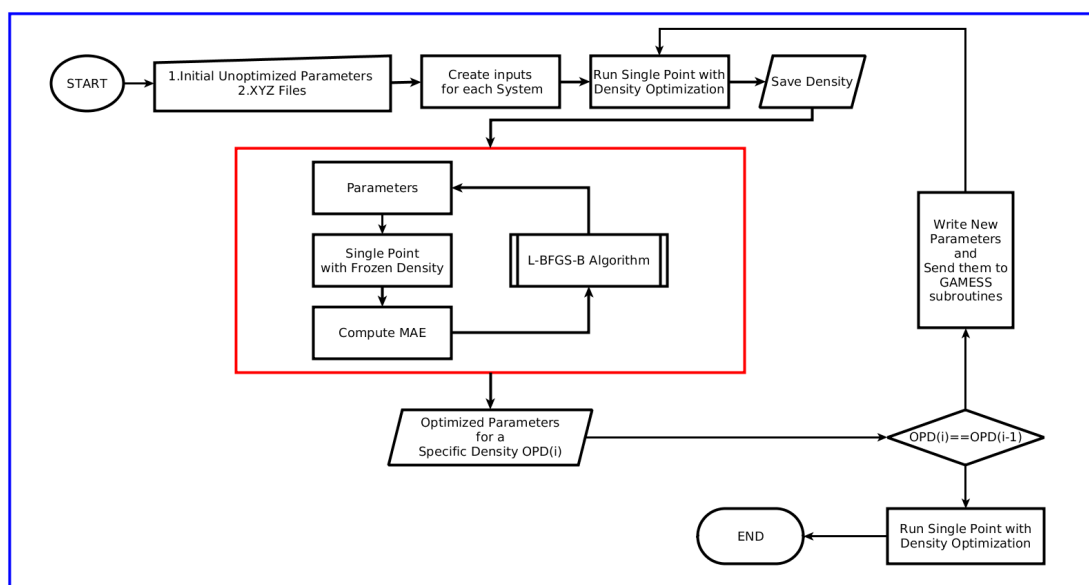 START
1.Initial Unoptimized Parameters
2.XYZ Files
Create inputs
for each System
Run Single Point with
Density Optimization
Save Density
Parameters
Single Point
with Frozen Density
Compute MAE
L-BFGS-B Algorithm
Write New
Parameters
and
Send them to
GAMESS
subroutines
Optimized Parameters
for a
Specific Density OPD(i)
OPD(i)==OPD(i-1)
Run Single Point with
Density Optimization
END